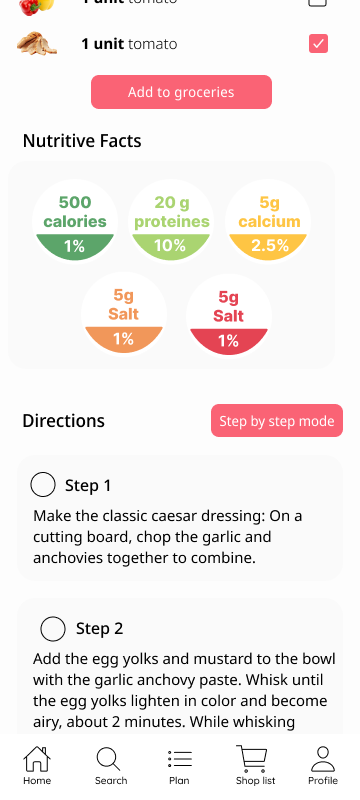 1 unit tomato
1 unit tomato
Add to groceries
Nutritive Facts
500
calories
1%
20 g
proteines
10%
5g
calcium
2.5%
5g
Salt
1%
5g
Salt
1%
Directions
Step by step mode
Step 1
Make the classic caesar dressing: On a
cutting board, chop the garlic and
anchovies together to combine.
Step 2
Add the egg yolks and mustard to the bowl
with the garlic anchovy paste. Whisk until
the egg yolks lighten in color and become
airy, about 2 minutes. While whisking
Home
Search
Plan
Shop list
Profile